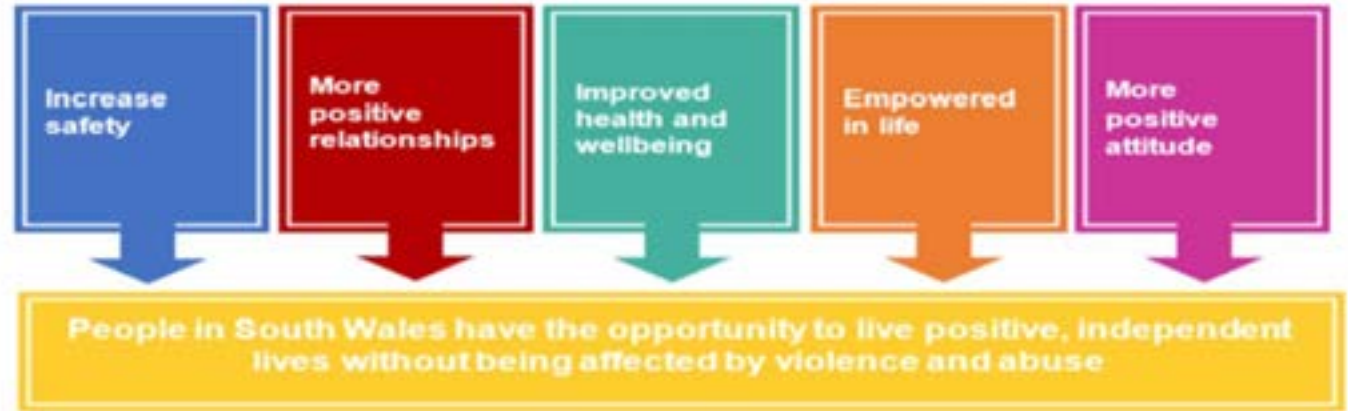 Increase
safety
More
positive
relationships
Improved
health and
wellbeing
Empowered
in life
More
positive
attitude
People in South Wales have the opportunity to live positive, independent
lives without being affected by violence and abuse